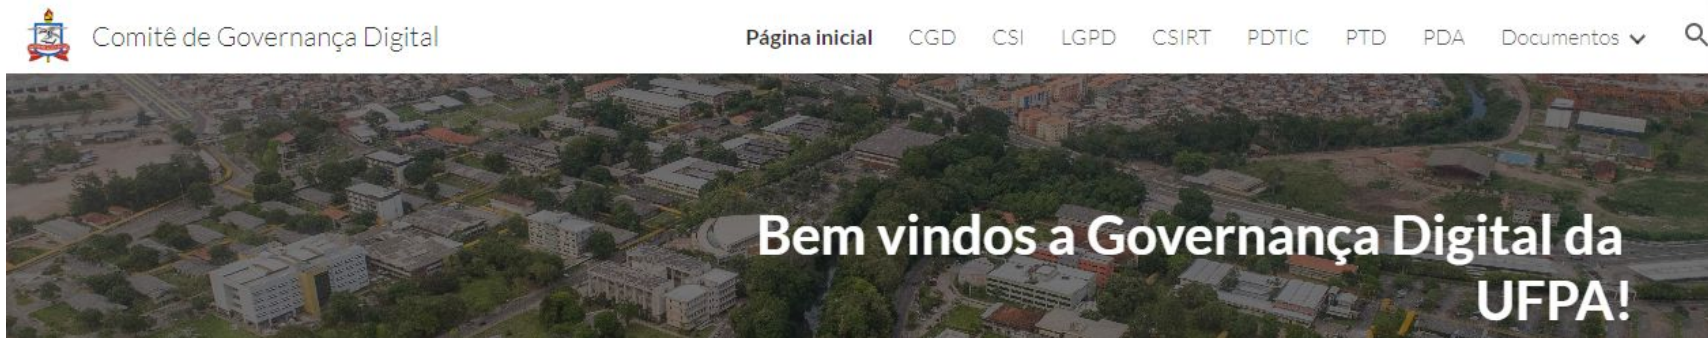 Comitê de Governança Digital
Página inicial CGD CSI LGPD CSIRT PDTIC PTD PDA Documentos
Bem vindos a Governança Digital da
UFPA!